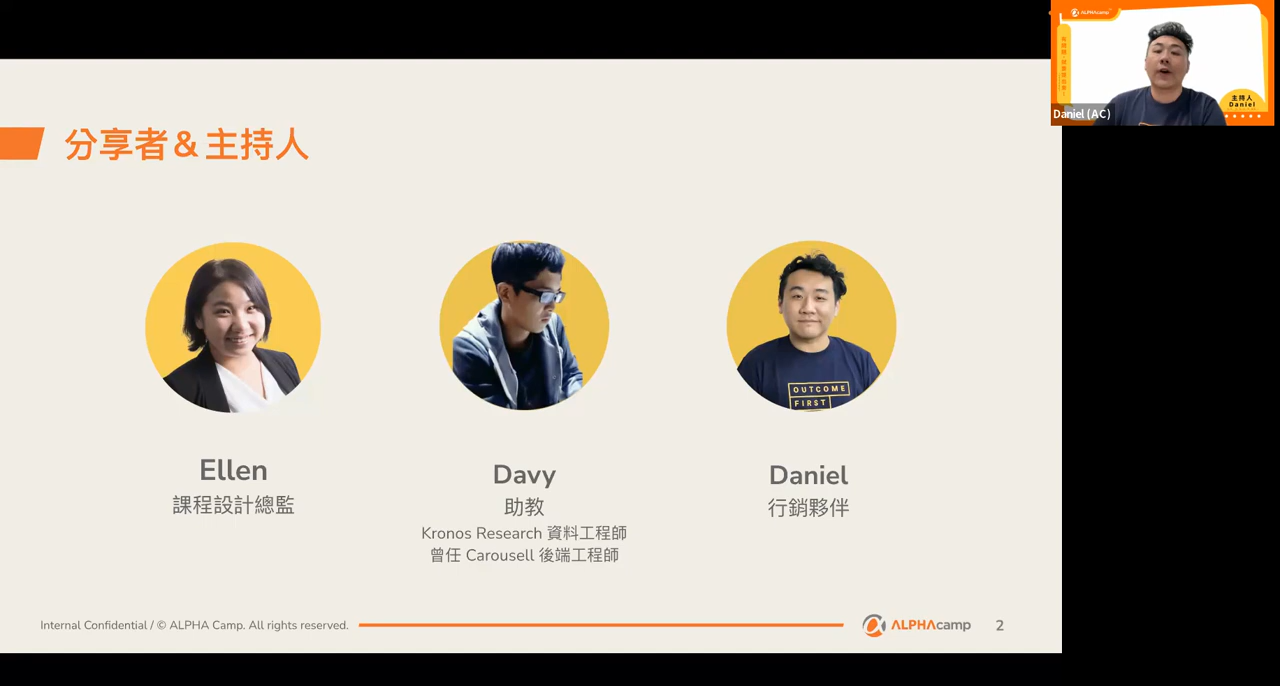 分享者 & 主持人
OUTCOME
FIRST
Ellen
課程設計總監
Davy
助教
Kronos Research 資料工程師
曾任 Carousell 後端工程師
Daniel
行銷夥伴
Internal Confidential / © ALPHA Camp. All rights reserved.
ALPHAcamp
2
ALPHAcamp
主持人
Daniel
Daniel (AC)